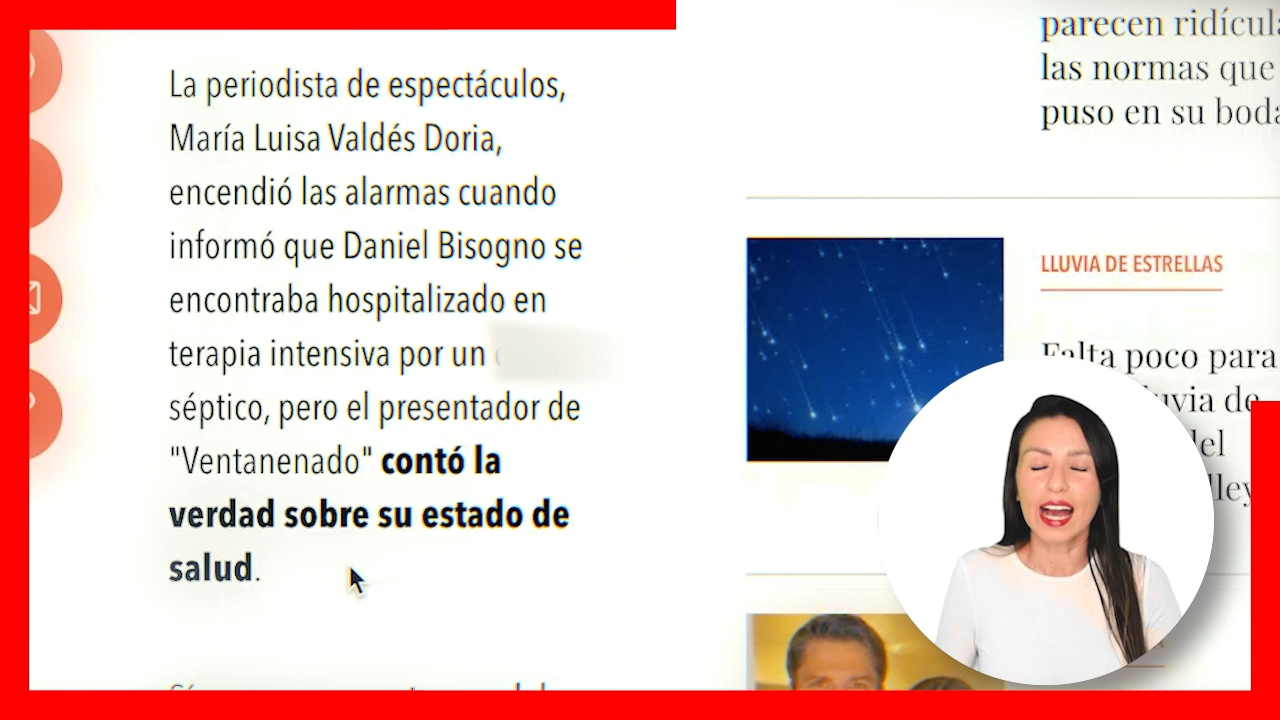 La periodista de espectáculos,
María Luisa Valdés Doria,
encendió las alarmas cuando
informó que Daniel Bisogno se
encontraba hospitalizado en
terapia intensiva por un
séptico, pero el presentador de
"Ventanenado" contó la
verdad sobre su estado de
salud.
parecen
las normas que
puso en su
LLUVIA DE ESTRELLAS
Falta poco para
de